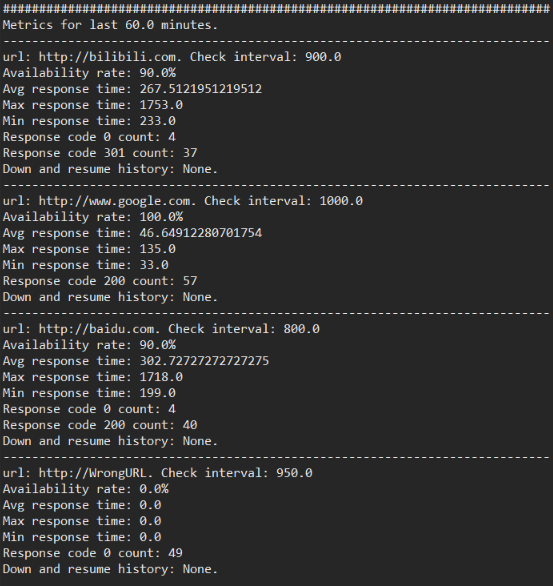 ###########################################################################
Metrics for last 60.0 minutes.
---------------------------------------------------------------------------
url: http://bilibili.com. Check interval: 900.0
Availability rate: 90.0%
Avg response time: 267.5121951219512
Max response time: 1753.0
Min response time: 233.0
Response code 0 count: 4
Response code 301 count: 37
Down and resume history: None.
---------------------------------------------------------------------------
url: http://www.google.com. Check interval: 1000.0
Availability rate: 100.0%
Avg response time: 46.64912280701754
Max response time: 135.0
Min response time: 33.0
Response code 200 count: 57
Down and resume history: None.
---------------------------------------------------------------------------
url: http://baidu.com. Check interval: 800.0
Availability rate: 90.0%
Avg response time: 302.72727272727275
Max response time: 1718.0
Min response time: 199.0
Response code 0 count: 4
Response code 200 count: 40
Down and resume history: None.
---------------------------------------------------------------------------
url: http://WrongURL. Check interval: 950.0
Availability rate: 0.0%
Avg response time: 0.0
Max response time: 0.0
Min response time: 0.0
Response code 0 count: 49
Down and resume history: None.